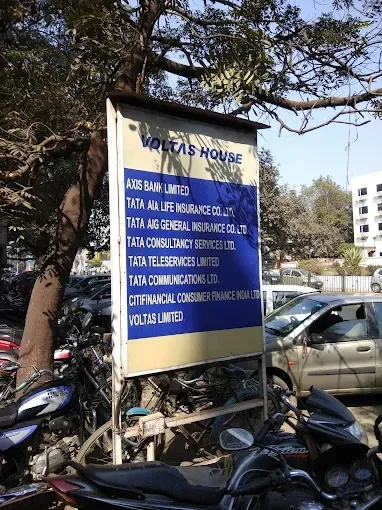 VOLTAS HOUSE
AXIS BANK LIMITED
TATA AIA LIFE INSURANCE CO. LTD.
TATA AIG GENERAL INSURANCE CO. LTD.
TATA CONSULTANCY SERVICES LTD.
TATA TELESERVICES LIMITED
TATA COMMUNICATIONS LTD.
CITIFINANCIAL CONSUMER FINANCE INDIA LTD
VOLTAS LIMITED